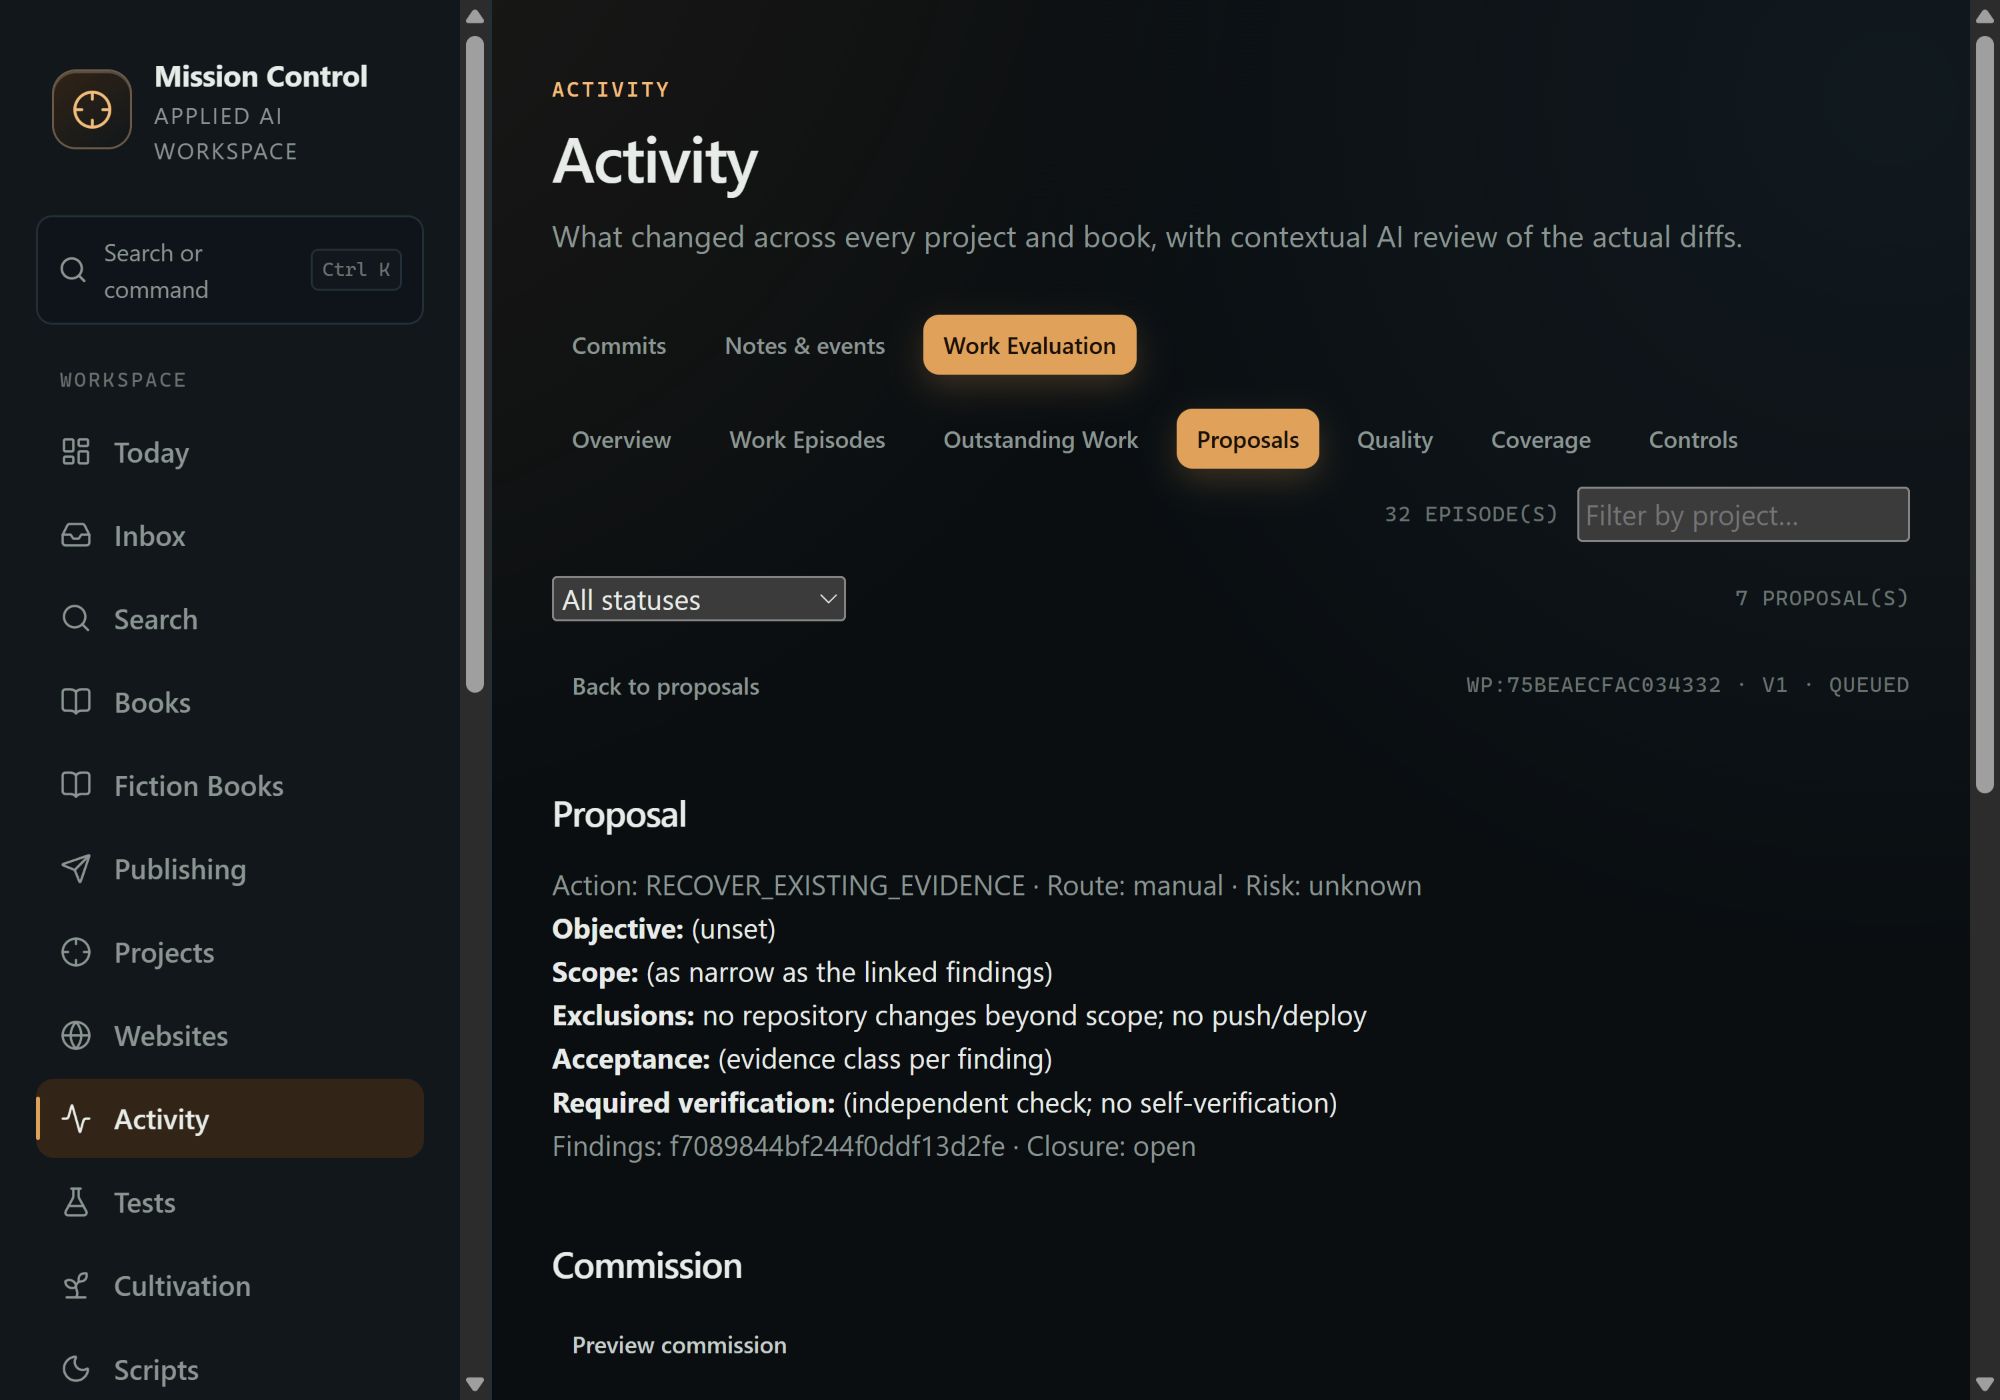 Mission Control
APPLIED AI
WORKSPACE
Search or
command
Ctrl K
WORKSPACE
Today
Inbox
Search
Books
Fiction Books
Publishing
Projects
Websites
Activity
Tests
Cultivation
Scripts
ACTIVITY
Activity
What changed across every project and book, with contextual AI review of the actual diffs.
Commits Notes & events Work Evaluation
Overview Work Episodes Outstanding Work Proposals Quality Coverage Controls
32 EPISODE(S) Filter by project...
All statuses 7 PROPOSAL(S)
Back to proposals WP:75BEAECFAC034332 · V1 · QUEUED
Proposal
Action: RECOVER_EXISTING_EVIDENCE · Route: manual · Risk: unknown
Objective: (unset)
Scope: (as narrow as the linked findings)
Exclusions: no repository changes beyond scope; no push/deploy
Acceptance: (evidence class per finding)
Required verification: (independent check; no self-verification)
Findings: f7089844bf244f0ddf13d2fe · Closure: open
Commission
Preview commission